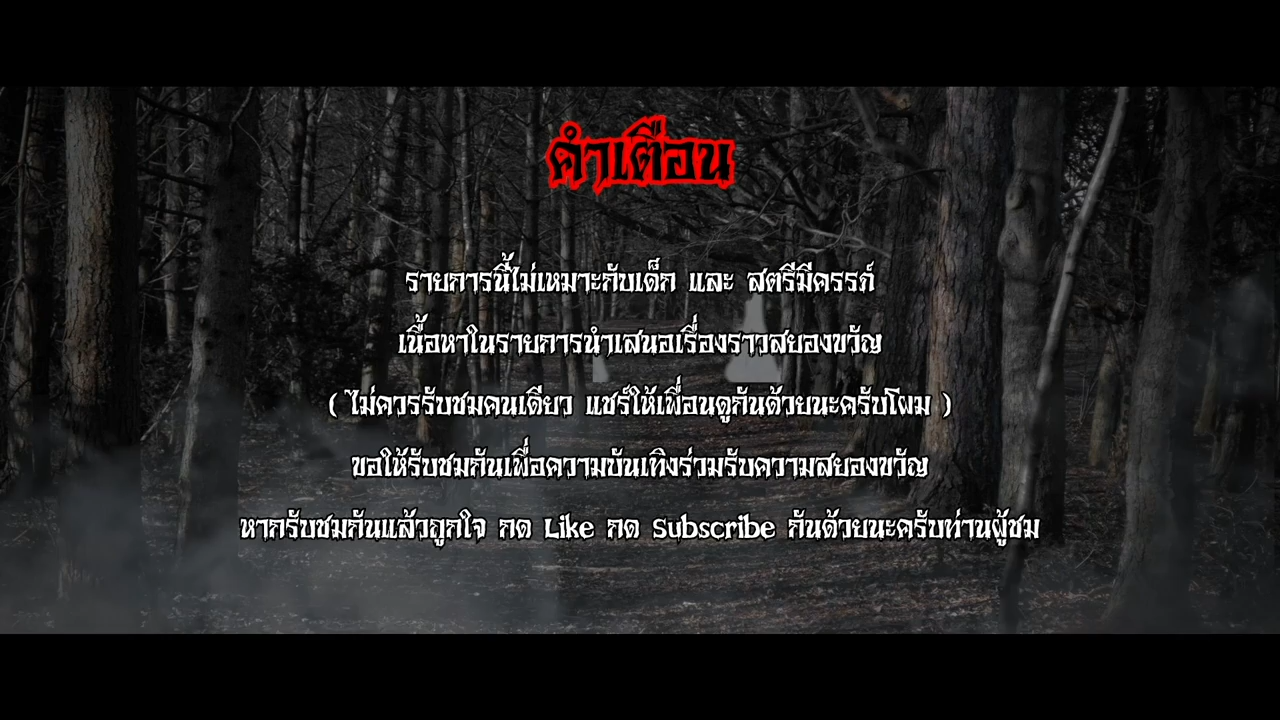 คำเตือน
รายการนี้ไม่เหมาะกับเด็ก และ สตรีมีครรภ์
เนื้อหาในรายการนำเสนอเรื่องราวสยองขวัญ
( ไม่ควรรับชมคนเดียว แชร์ให้เพื่อนดูกันด้วยนะครับโผม )
ขอให้รับชมกันเพื่อความบันเทิงร่วมรับความสยองขวัญ
หากรับชมกันแล้วถูกใจ กด Like กด Subscribe กันด้วยนะครับท่านผู้ชม